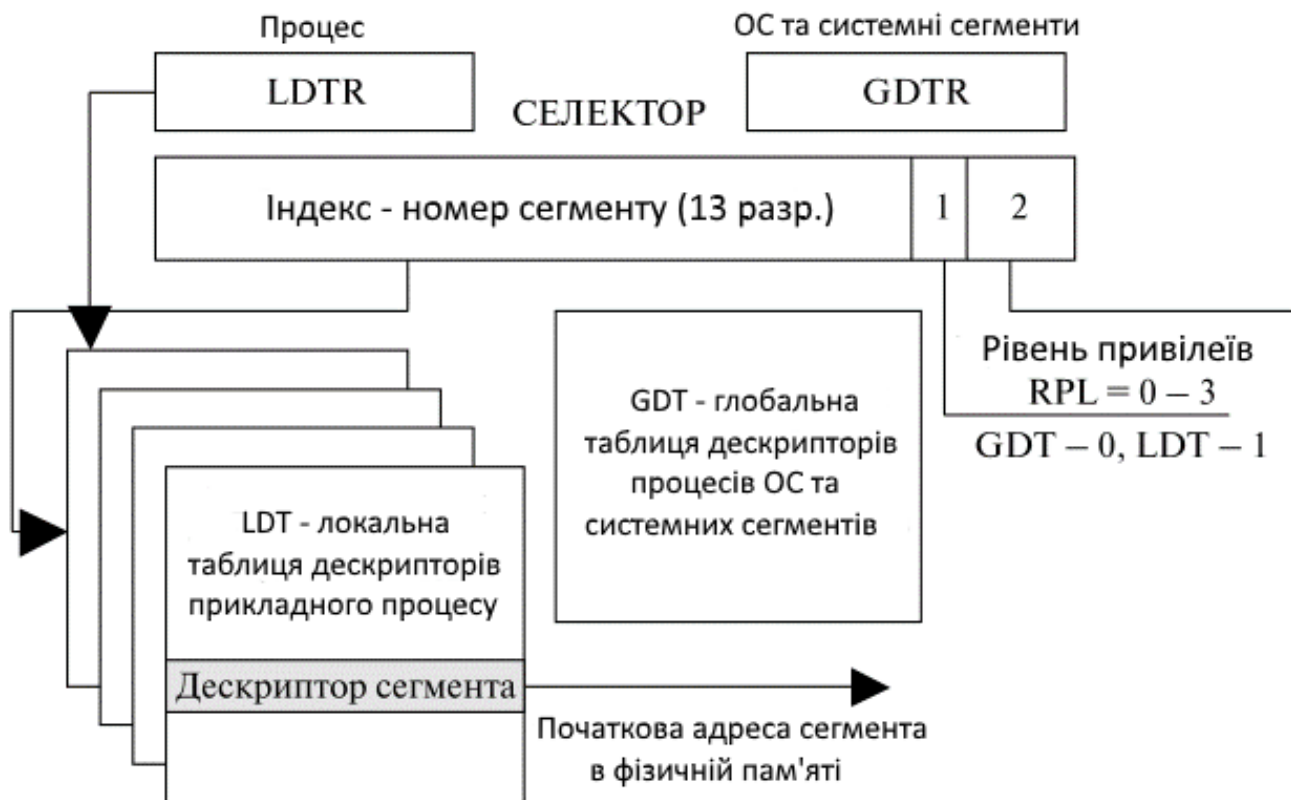 Процес
ОС та системні сегменти
LDTR
СЕЛЕКТОР
GDTR
Індекс - номер сегменту (13 разр.)
1
2
Рівень привілеїв
RPL = 0 – 3
GDT – 0, LDT – 1
GDT - глобальна
таблиця дескрипторів
процесів ОС та
системних сегментів
LDT - локальна
таблиця дескрипторів
прикладного процесу
Дескриптор сегмента
Початкова адреса сегмента
в фізичній пам'яті